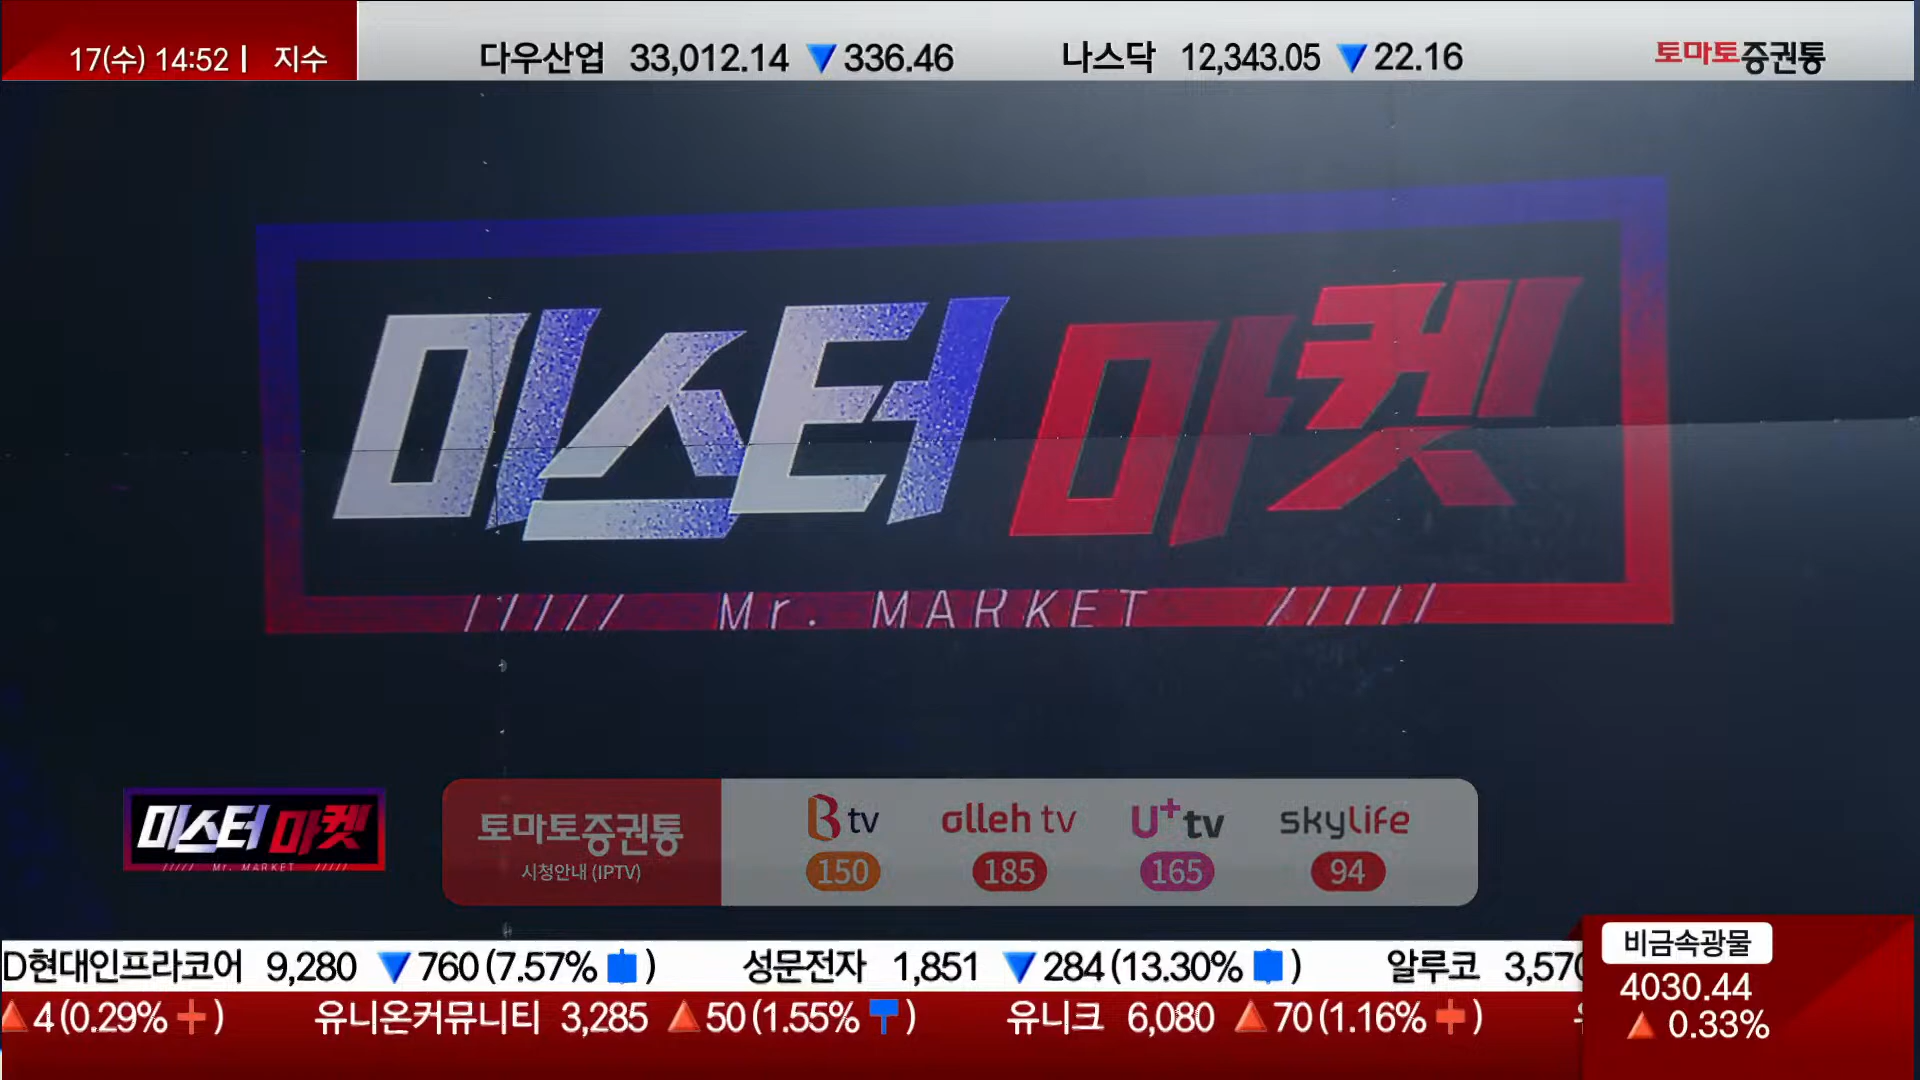 17(수) 14:52 | 지수
다우산업 33,012.14 ▼336.46
나스닥 12,343.05 ▼22.16
토마토증권통
미스터 마켓
///// Mr. MARKET /////
미스터 마켓
///// Mr. MARKET /////
토마토증권통
시청안내 (IPTV)
B tv
150
olleh tv
185
U+tv
165
skylife
94
D현대인프라코어 9,280 ▼760(7.57% ) 성문전자 1,851 ▼284(13.30% ) 알루코 3,570
▲4(0.29% ) 유니온커뮤니티 3,285 ▲50(1.55% ) 유니크 6,080 ▲70(1.16% )
비금속광물
4030.44
▲ 0.33%